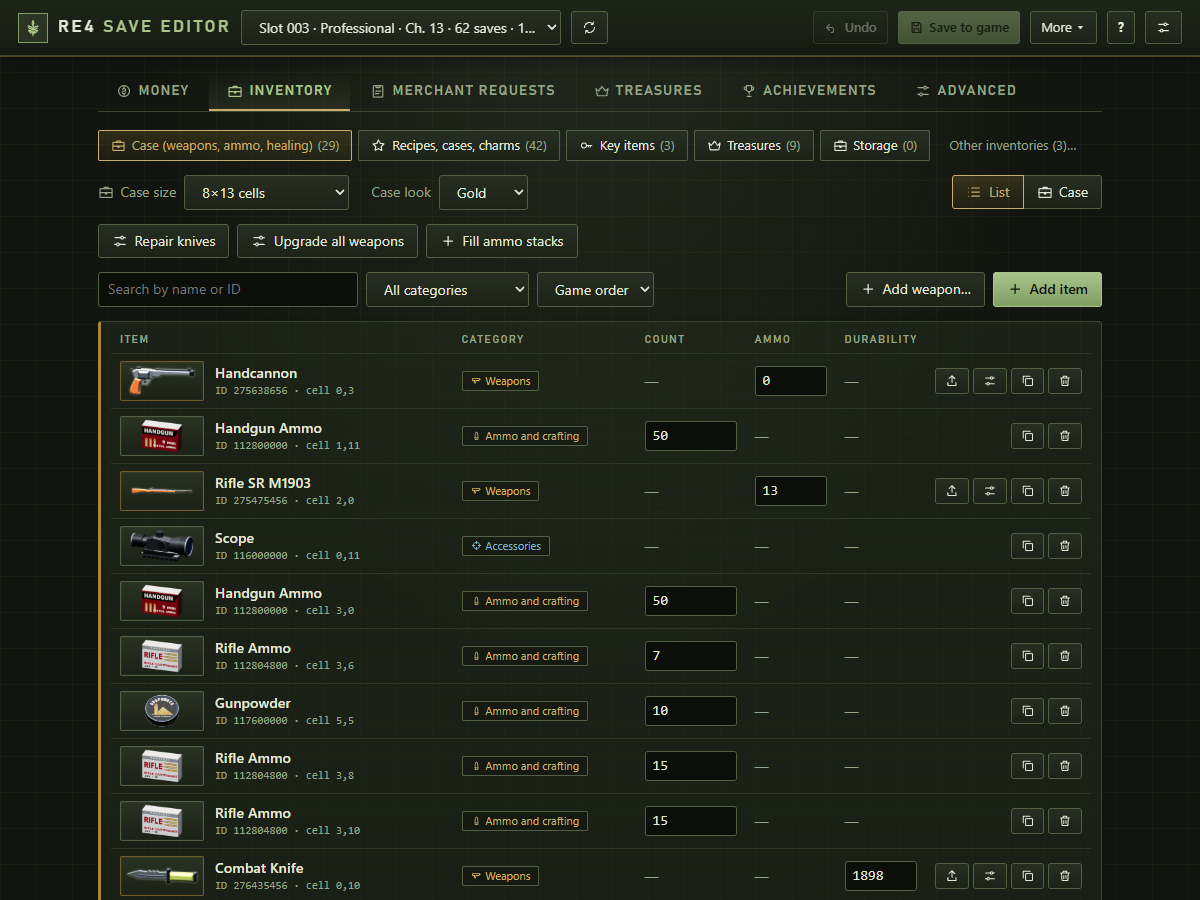 RE4 SAVE EDITOR
Slot 003 · Professional · Ch. 13 · 62 saves · 1...
Undo
Save to game
More
?
MONEY
INVENTORY
MERCHANT REQUESTS
TREASURES
ACHIEVEMENTS
ADVANCED
Case (weapons, ammo, healing) (29)
Recipes, cases, charms (42)
Key items (3)
Treasures (9)
Storage (0)
Other inventories (3)...
Case size
8×13 cells
Case look
Gold
List
Case
Repair knives
Upgrade all weapons
Fill ammo stacks
Search by name or ID
All categories
Game order
Add weapon...
Add item
ITEM CATEGORY COUNT AMMO DURABILITY
Handcannon
ID 275638656 · cell 0,3
Weapons
—
0
—
HANDGUN
Handgun Ammo
ID 112800000 · cell 1,11
Ammo and crafting
50
—
—
Rifle SR M1903
ID 275475456 · cell 2,0
Weapons
—
13
—
Scope
ID 116000000 · cell 0,11
Accessories
—
—
—
HANDGUN
Handgun Ammo
ID 112800000 · cell 3,0
Ammo and crafting
50
—
—
RIFLE
Rifle Ammo
ID 112804800 · cell 3,6
Ammo and crafting
7
—
—
Gunpowder
ID 117600000 · cell 5,5
Ammo and crafting
10
—
—
RIFLE
Rifle Ammo
ID 112804800 · cell 3,8
Ammo and crafting
15
—
—
RIFLE
Rifle Ammo
ID 112804800 · cell 3,10
Ammo and crafting
15
—
—
Combat Knife
ID 276435456 · cell 0,10
Weapons
—
—
1898